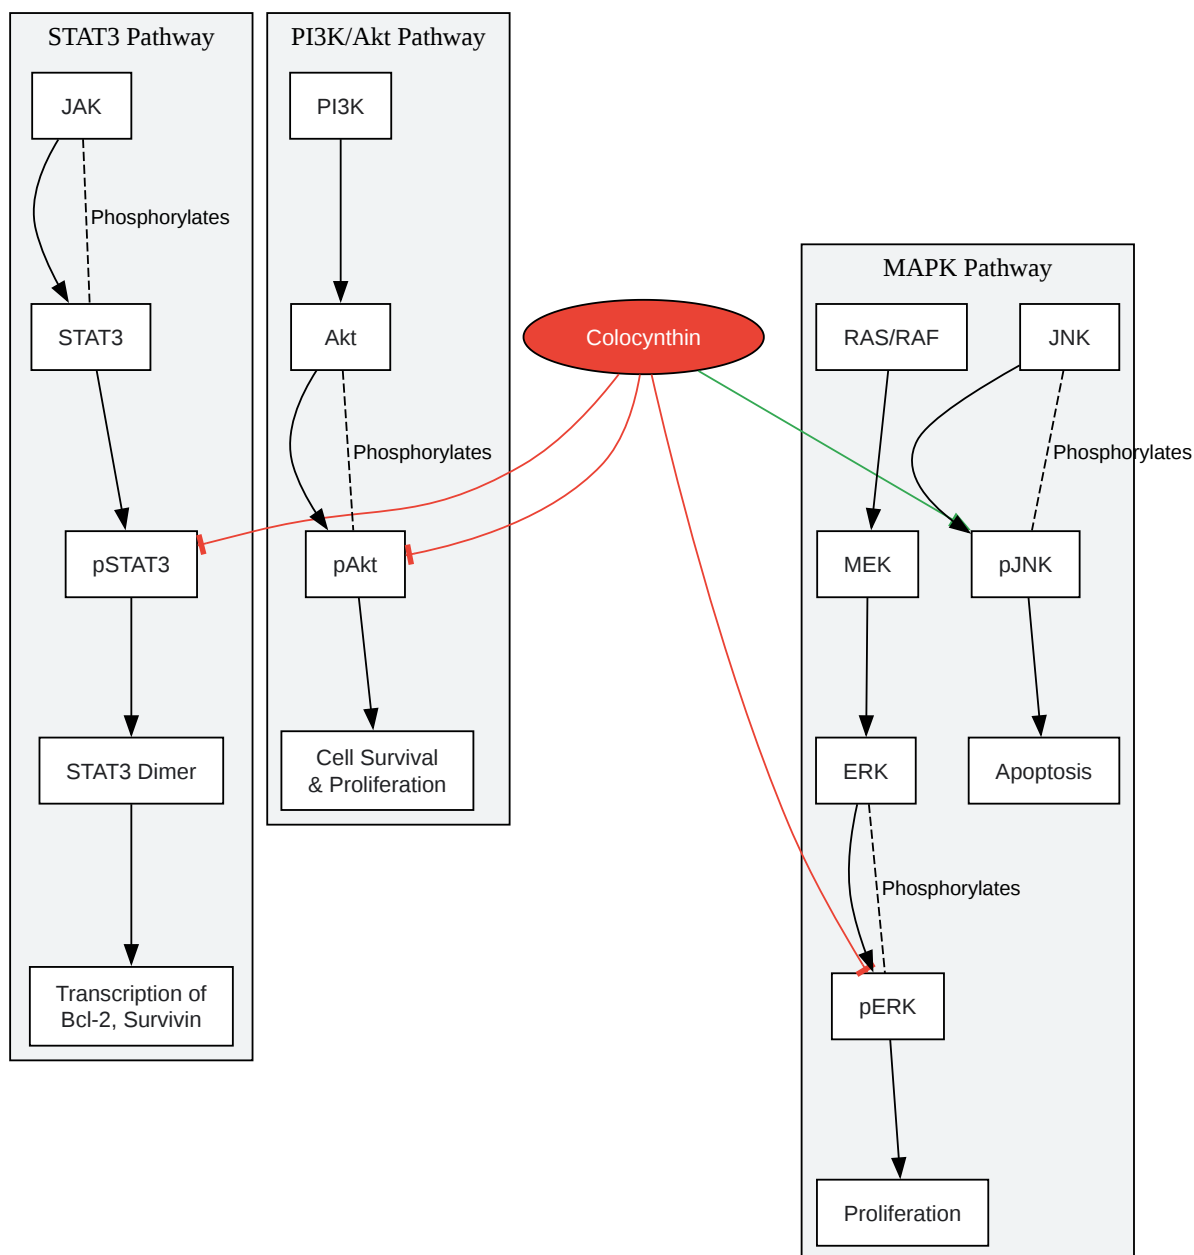 STAT3 Pathway
JAK
Phosphorylates
STAT3
pSTAT3
STAT3 Dimer
Transcription of
Bcl-2, Survivin
PI3K/Akt Pathway
PI3K
Akt
Phosphorylates
pAkt
Cell Survival
& Proliferation
Colocynthin
MAPK Pathway
RAS/RAF
JNK
Phosphorylates
MEK
pJNK
ERK
Apoptosis
Phosphorylates
pERK
Proliferation